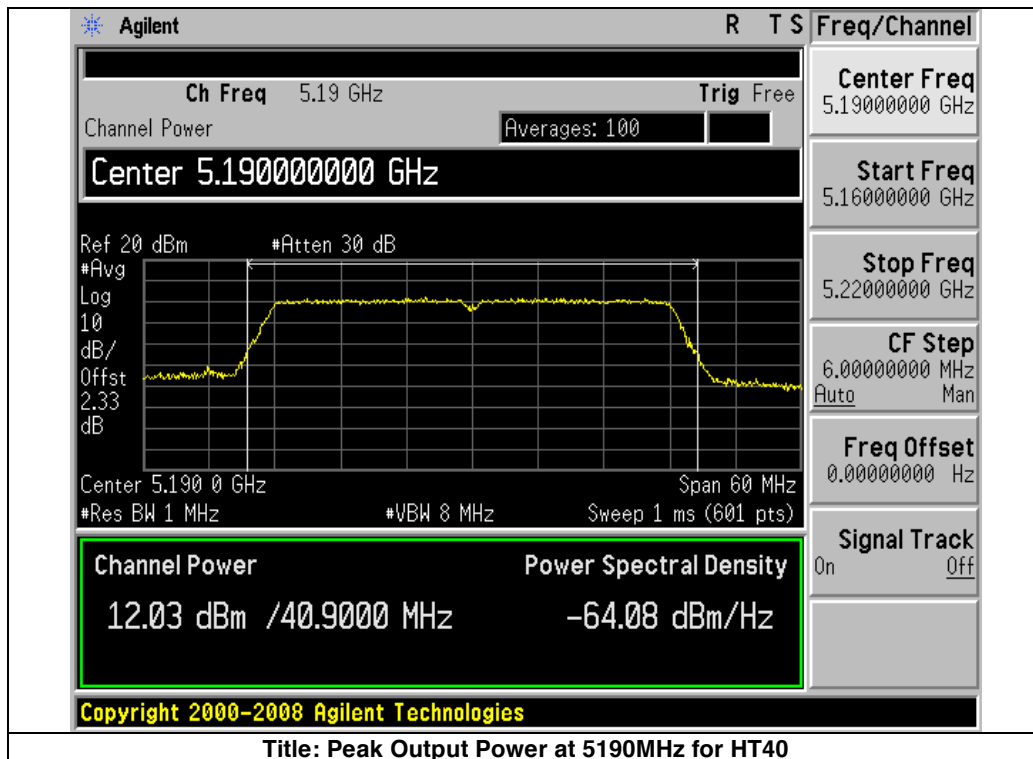 Agilent
R T S
Freq/Channel
Ch Freq 5.19 GHz
Trig Free
Channel Power
Averages: 100
Center 5.190000000 GHz
Ref 20 dBm
#Atten 30 dB
#Avg
Log
10
dB/
Offst
2.33
dB
Center 5.190 0 GHz
Span 60 MHz
#Res BW 1 MHz
#VBW 8 MHz
Sweep 1 ms (601 pts)
Channel Power
Power Spectral Density
12.03 dBm /40.9000 MHz
-64.08 dBm/Hz
Copyright 2000-2008 Agilent Technologies
Center Freq
5.19000000 GHz
Start Freq
5.16000000 GHz
Stop Freq
5.22000000 GHz
CF Step
6.00000000 MHz
Auto Man
Freq Offset
0.00000000 Hz
Signal Track
On Off
Title: Peak Output Power at 5190MHz for HT40